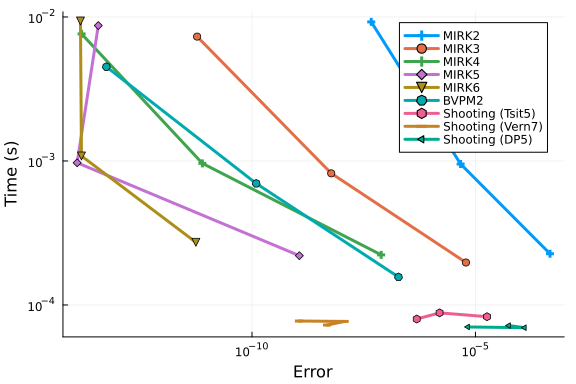 10⁻²
10⁻³
10⁻⁴
Time (s)
MIRK2
MIRK3
MIRK4
MIRK5
MIRK6
BVPM2
Shooting (Tsit5)
Shooting (Vern7)
Shooting (DP5)
10⁻¹⁰
10⁻⁵
Error